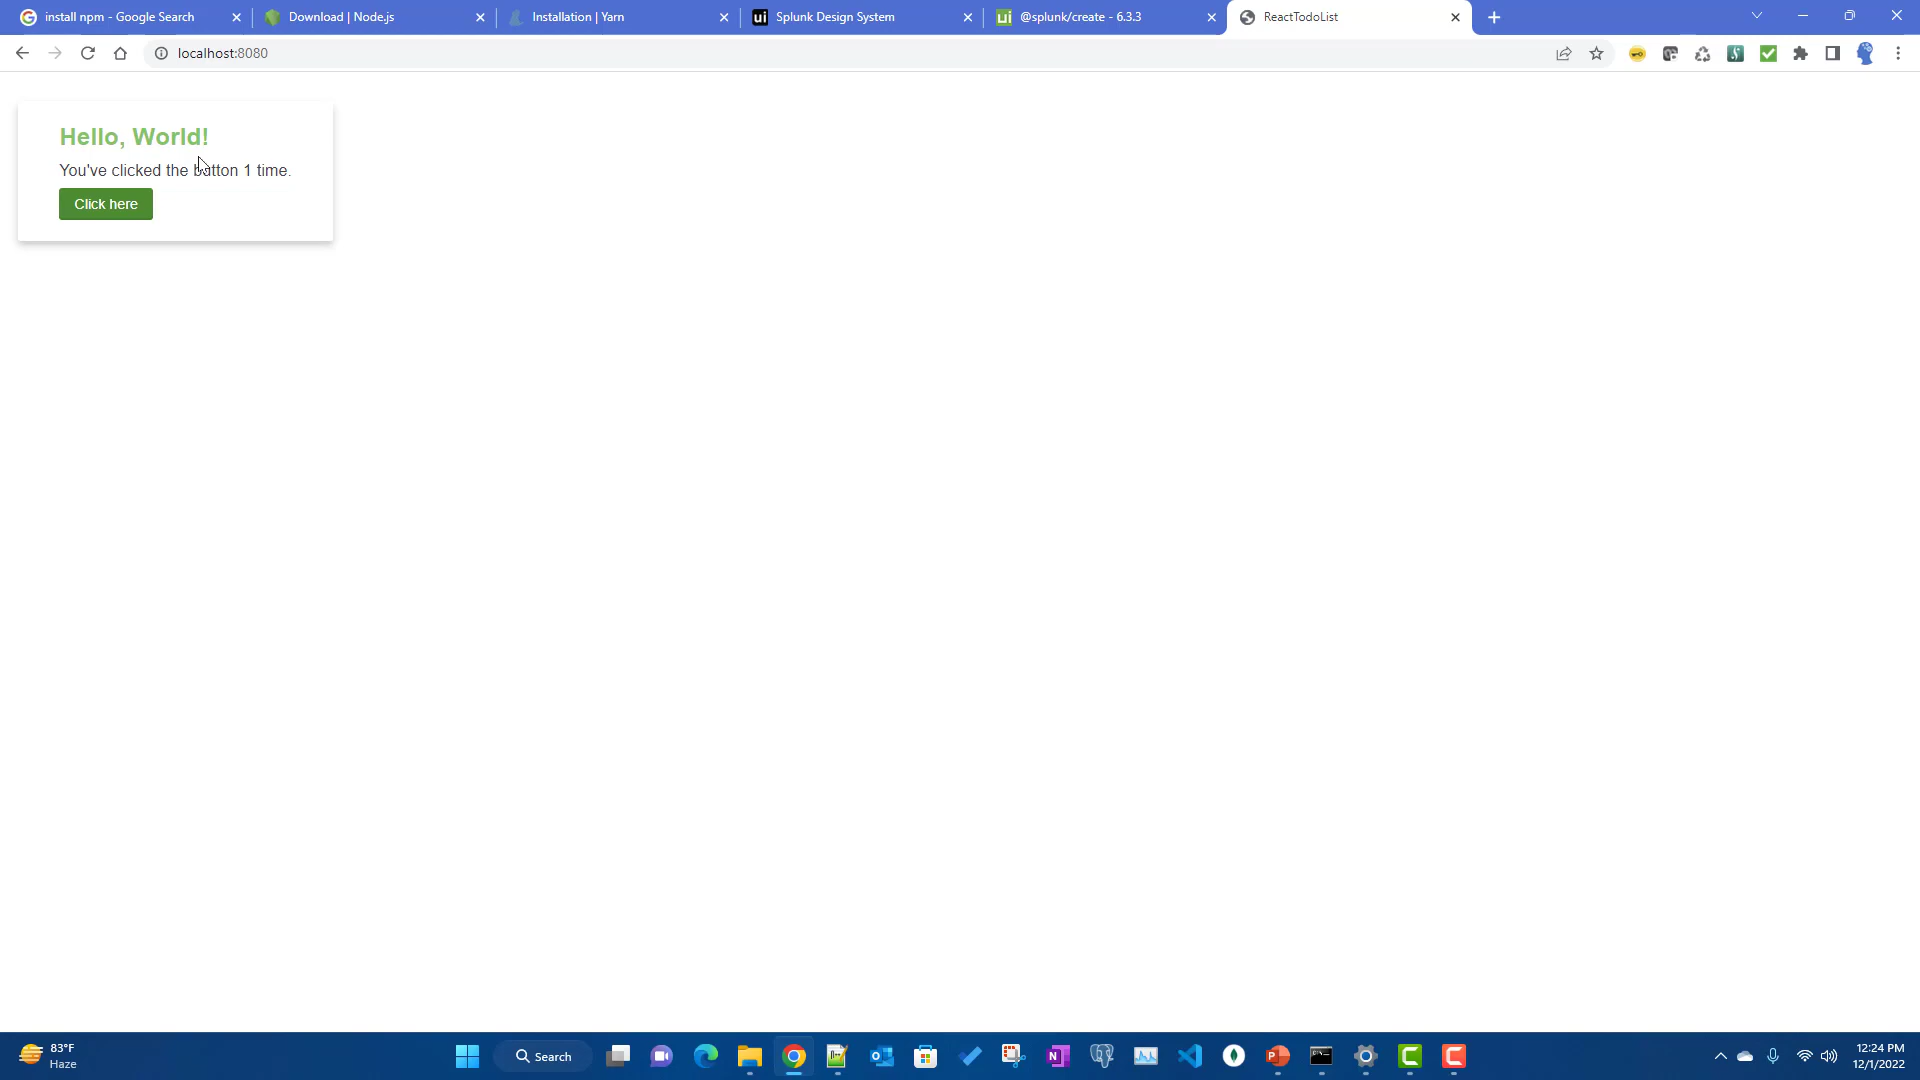 install npm - Google Search
Download | Node.js
Installation | Yarn
ui Splunk Design System
ui @splunk/create - 6.3.3
ReactTodoList
localhost:8080
Hello, World!
You've clicked the button 1 time.
Click here
83°F
Haze
Search
12:24 PM
12/1/2022